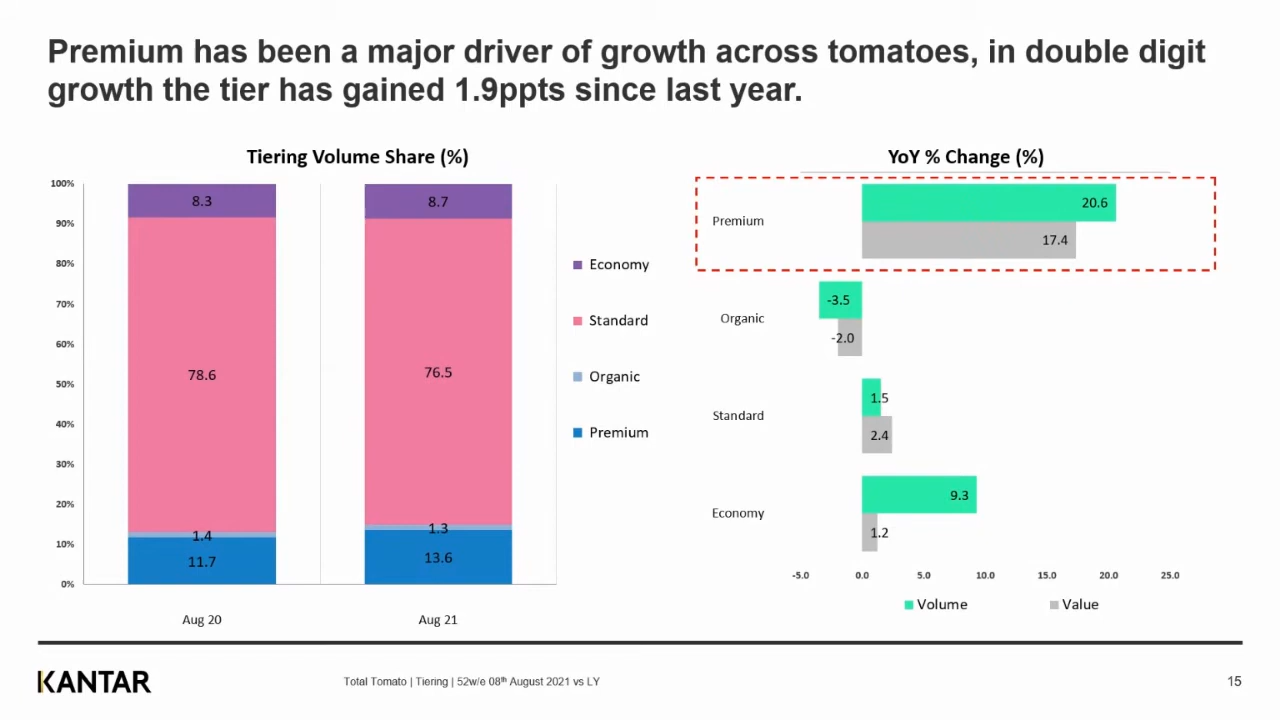 Premium has been a major driver of growth across tomatoes, in double digit
growth the tier has gained 1.9ppts since last year.
Tiering Volume Share (%)
100%
90%
80%
70%
60%
50%
40%
30%
20%
10%
0%
8.3
78.6
1.4
11.7
8.7
76.5
1.3
13.6
Aug 20
Aug 21
Economy
Standard
Organic
Premium
YoY % Change (%)
Premium
20.6
17.4
Organic
-3.5
-2.0
Standard
1.5
2.4
Economy
9.3
1.2
-5.0 0.0 5.0 10.0 15.0 20.0 25.0
Volume Value
KANTAR
Total Tomato | Tiering | 52w/e 08th August 2021 vs LY
15